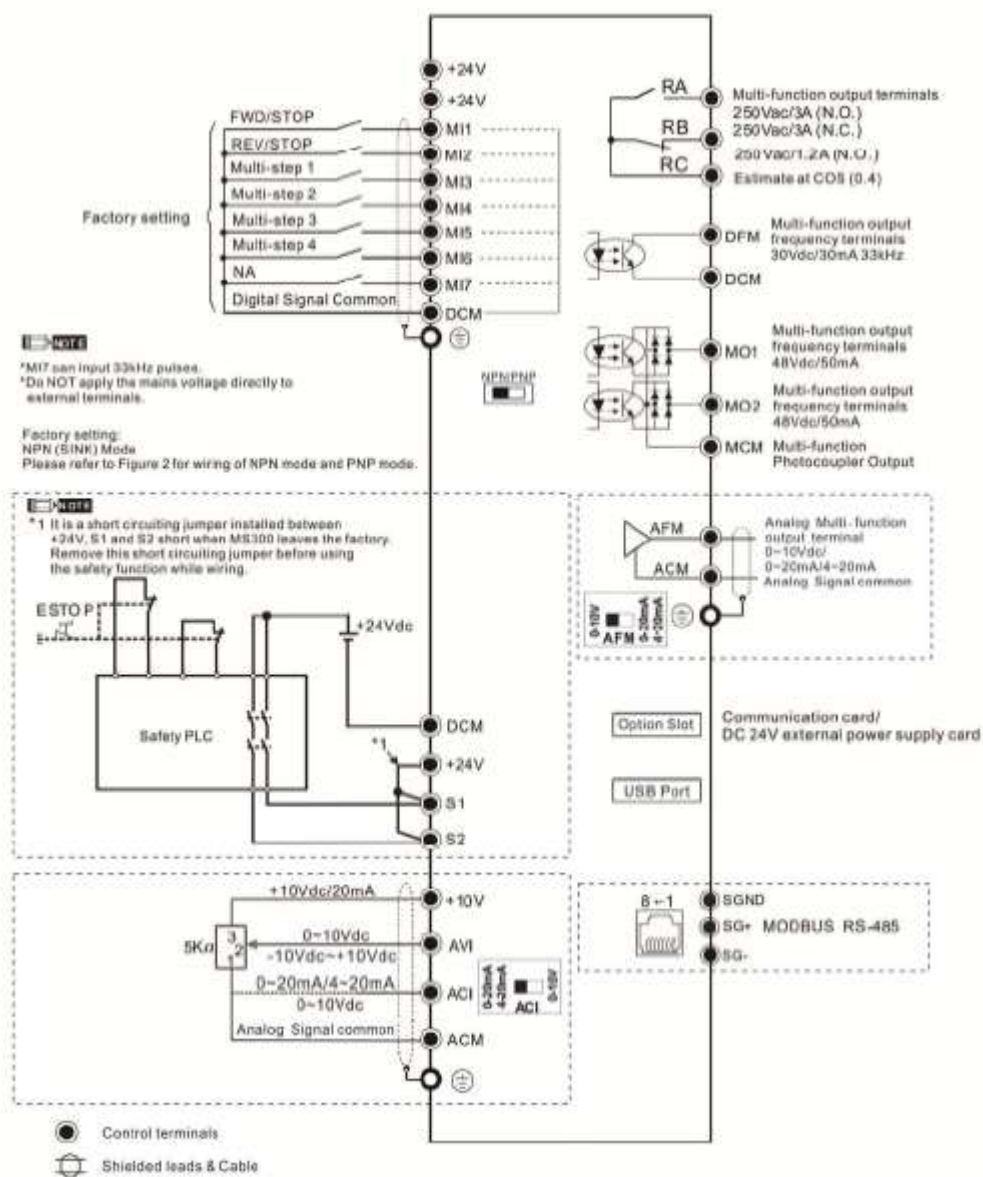 +24V
+24V
FWD/STOP
MI1
REV/STOP
MI2
Multi-step 1
MI3
Multi-step 2
MI4
Multi-step 3
MI5
Multi-step 4
MI6
NA
MI7
Digital Signal Common
DCM
Factory setting
NOTE
*MI7 can input 33kHz pulses.
*Do NOT apply the mains voltage directly to
external terminals.
Factory setting:
NPN (SINK) Mode
Please refer to Figure 2 for wiring of NPN mode and PNP mode.
NPN/PNP
RA
RB
RC
Multi-function output terminals
250Vac/3A (N.O.)
250Vac/3A (N.C.)
250Vac/1.2A (N.O.)
Estimate at COS (0.4)
DFM
Multi-function output
frequency terminals
30Vdc/30mA 33kHz
DCM
MO1
Multi-function output
frequency terminals
48Vdc/50mA
MO2
Multi-function output
frequency terminals
48Vdc/50mA
MCM
Multi-function
Photocoupler Output
NOTE
*1 It is a short circuiting jumper installed between
+24V, S1 and S2 short when MS300 leaves the factory.
Remove this short circuiting jumper before using
the safety function while wiring.
ESTOP
+24Vdc
Safety PLC
DCM
*1
+24V
S1
S2
AFM
ACM
Analog Multi-function
output terminal
0~10V
0~10Vdc/
0~20mA/4~20mA
Analog Signal common
AFM
0~20mA
4~20mA
Option Slot
Communication card/
DC 24V external power supply card
USB Port
+10Vdc/20mA
+10V
5KΩ
3
2
1
0~10Vdc
-10Vdc~+10Vdc
AVI
0~20mA/4~20mA
0~10Vdc
ACI
Analog Signal common
ACM
0~20mA
4~20mA
ACI
0~10V
8←1
SGND
SG+
MODBUS RS-485
SG-
Control terminals
Shielded leads & Cable